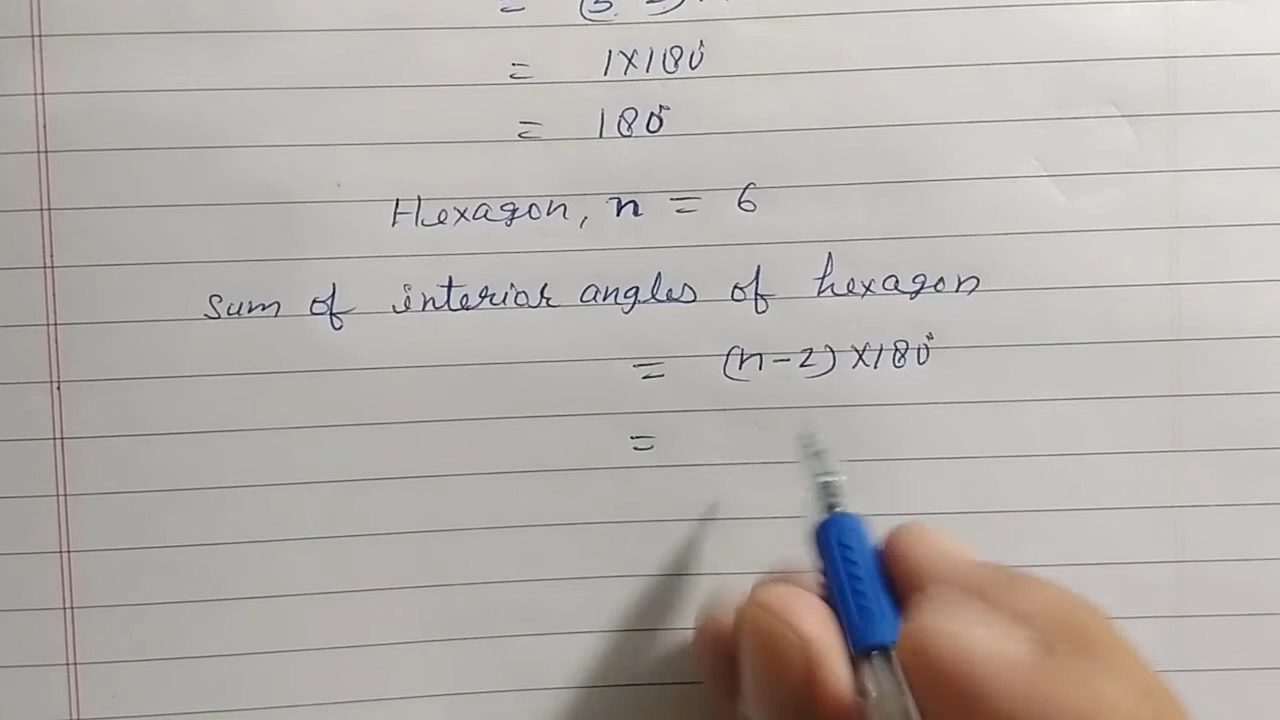 =
= 1×180°
= 180°
Hexagon, n = 6
Sum of interior angles of hexagon
= (n-2) ×180°
=